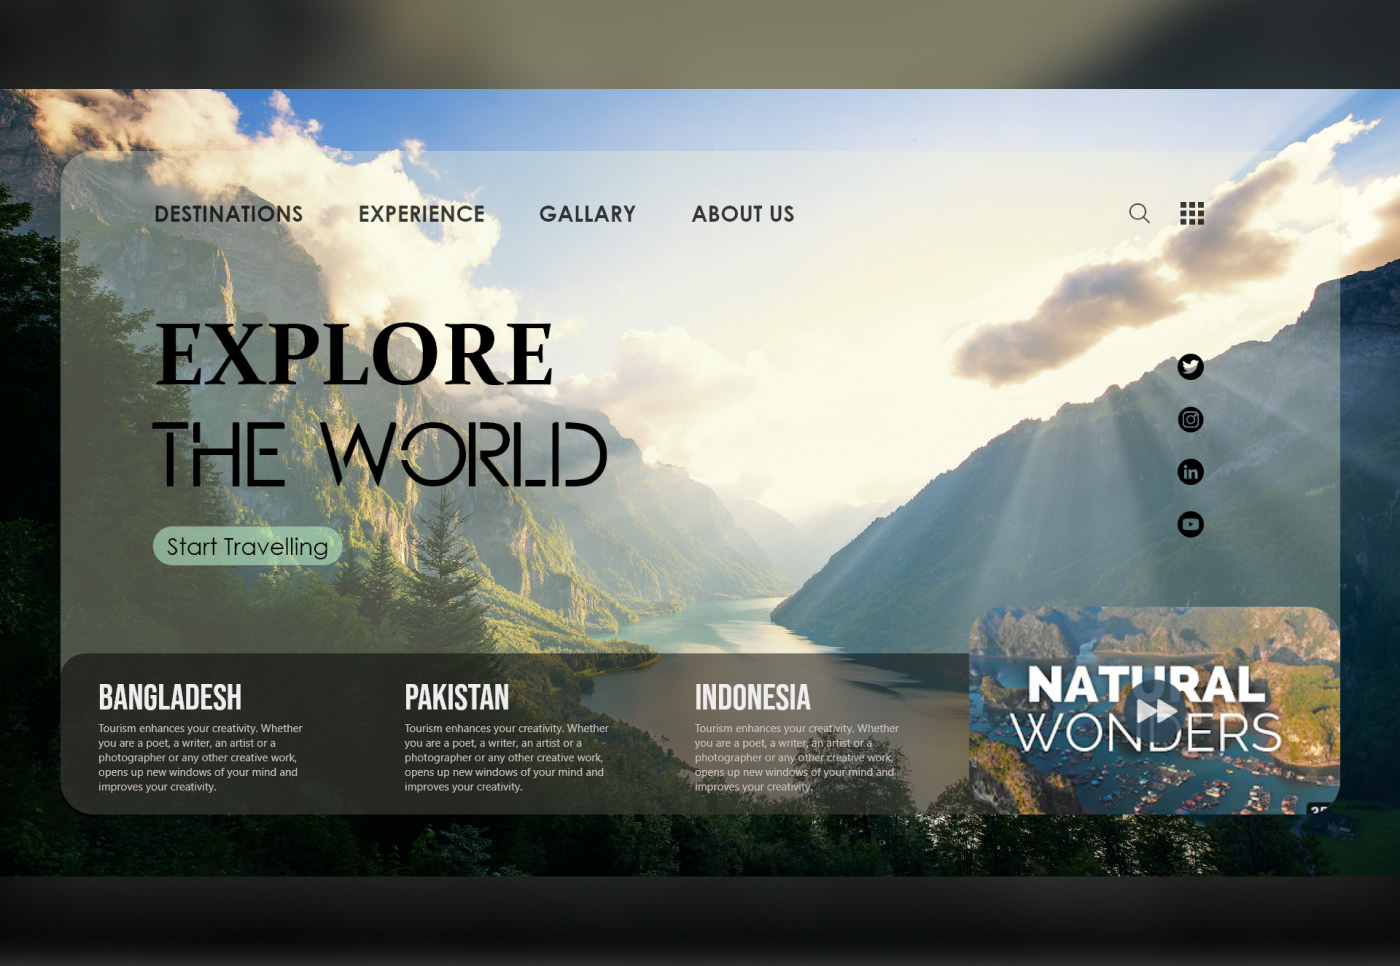 DESTINATIONS EXPERIENCE GALLARY ABOUT US
EXPLORE
THE WORLD
Start Travelling
BANGLADESH
Tourism enhances your creativity. Whether
you are a poet, a writer, an artist or a
photographer or any other creative work,
opens up new windows of your mind and
improves your creativity.
PAKISTAN
Tourism enhances your creativity. Whether
you are a poet, a writer, an artist or a
photographer or any other creative work,
opens up new windows of your mind and
improves your creativity.
INDONESIA
Tourism enhances your creativity. Whether
you are a poet, a writer, an artist or a
photographer or any other creative work,
opens up new windows of your mind and
improves your creativity.
NATURAL
WONDERS